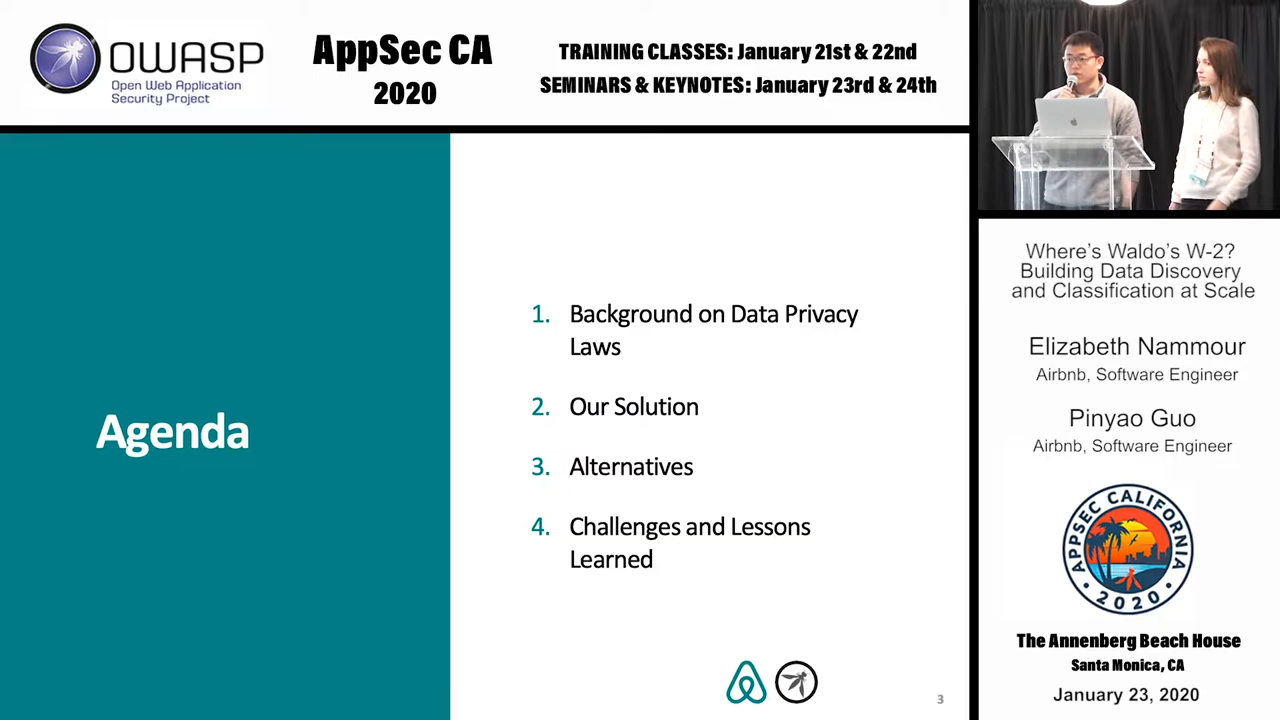 OWASP
Open Web Application
Security Project
AppSec CA
2020
TRAINING CLASSES: January 21st & 22nd
SEMINARS & KEYNOTES: January 23rd & 24th
Agenda
1. Background on Data Privacy
Laws
2. Our Solution
3. Alternatives
4. Challenges and Lessons
Learned
3
Where's Waldo's W-2?
Building Data Discovery
and Classification at Scale
Elizabeth Nammour
Airbnb, Software Engineer
Pinyao Guo
Airbnb, Software Engineer
APPSEC CALIFORNIA
• 2020 •
The Annenberg Beach House
Santa Monica, CA
January 23, 2020